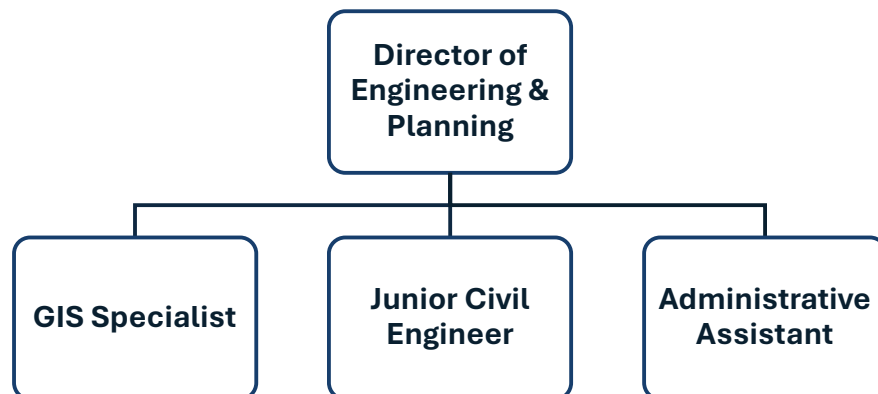 Director of
Engineering &
Planning
GIS Specialist
Junior Civil
Engineer
Administrative
Assistant